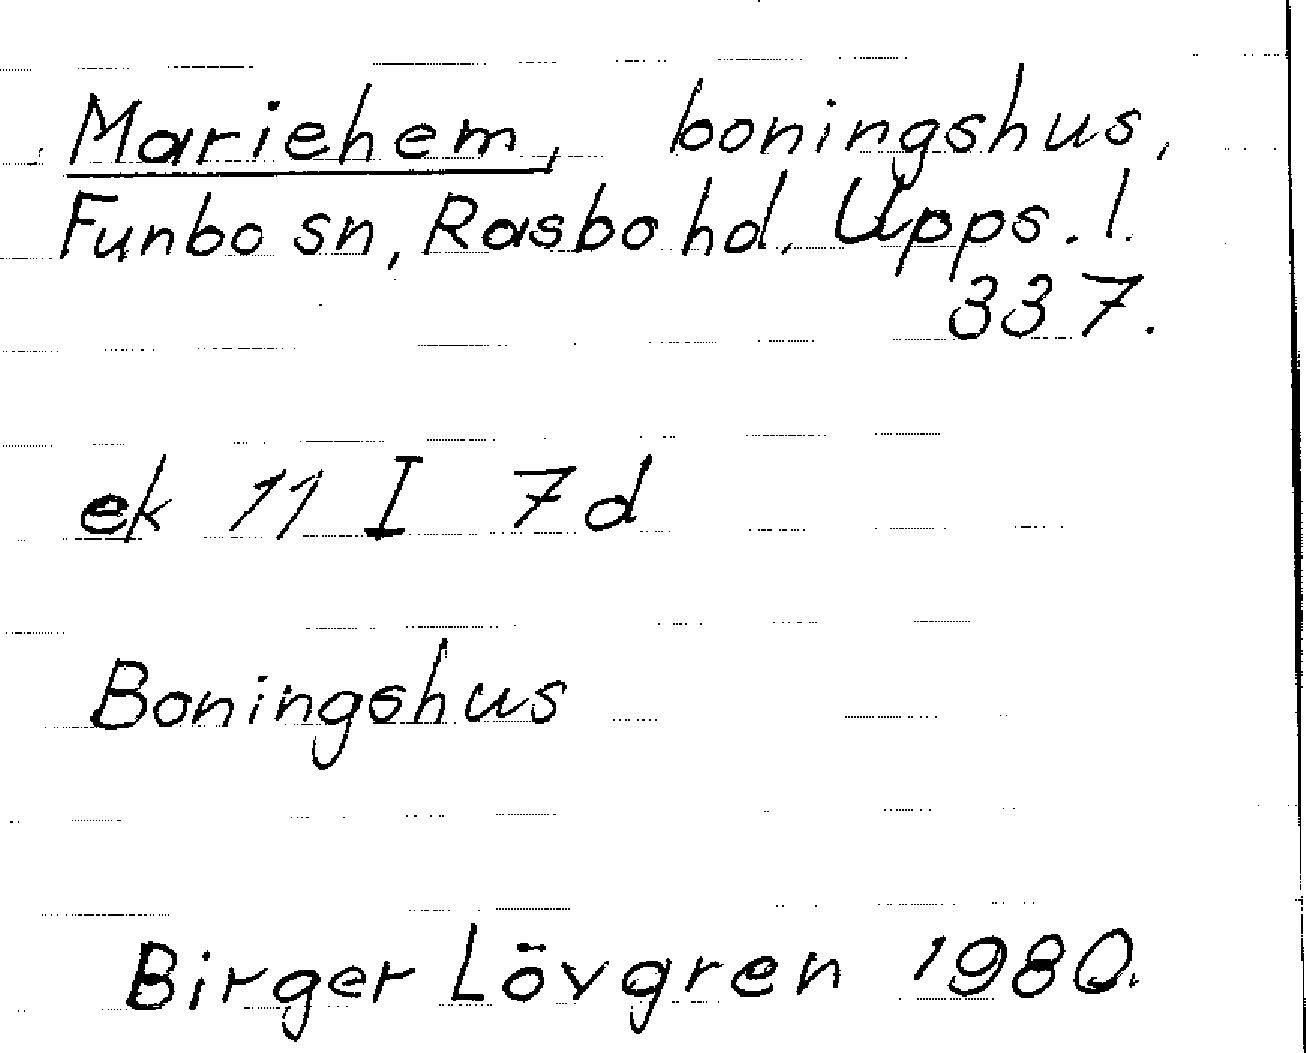 Mariehem, boningshus,
Funbo sn, Rasbo hd, Upps. l.
337.
ek 11 I 7d
Boningshus
Birger Lövgren 1980.